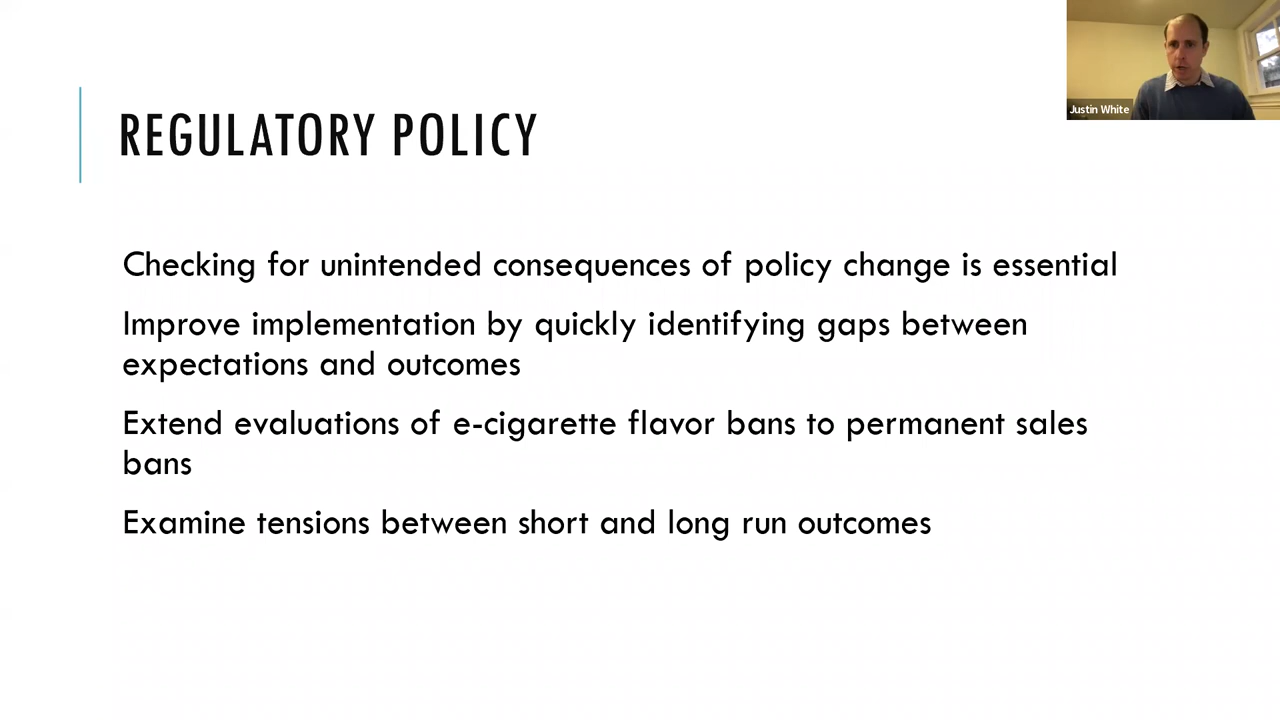 REGULATORY POLICY
Justin White
Checking for unintended consequences of policy change is essential
Improve implementation by quickly identifying gaps between
expectations and outcomes
Extend evaluations of e-cigarette flavor bans to permanent sales
bans
Examine tensions between short and long run outcomes